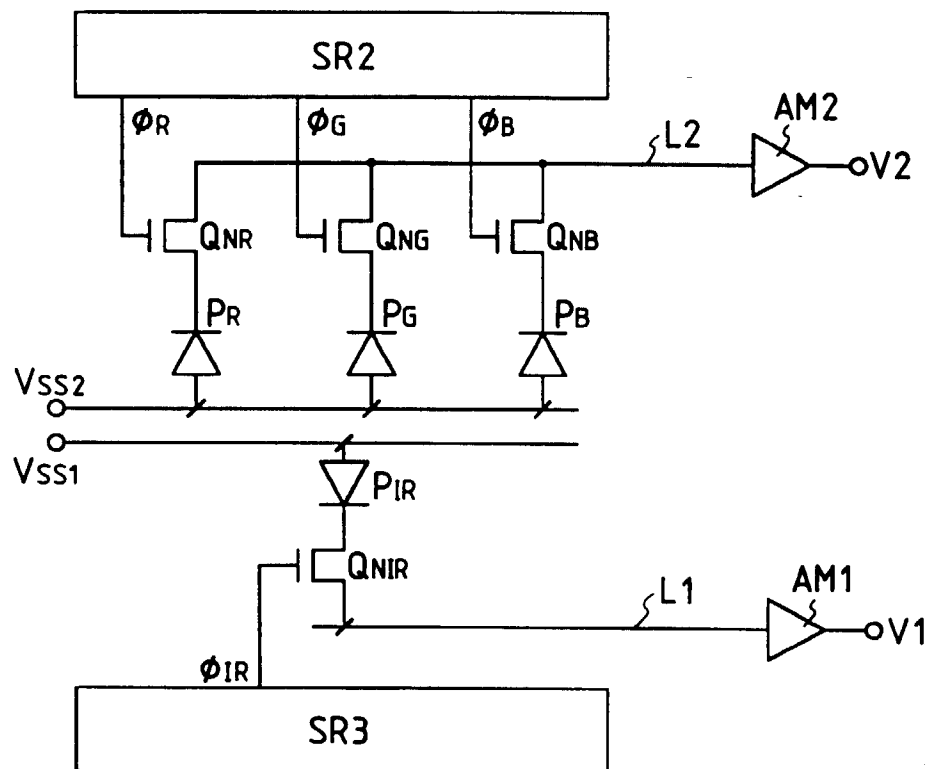 SR2
AM2
φR
φG
φB
L2
V2
QNR
QNG
QNB
PR
PG
PB
VSS2
VSS1
PIR
QNIR
L1
AM1
V1
φIR
SR3